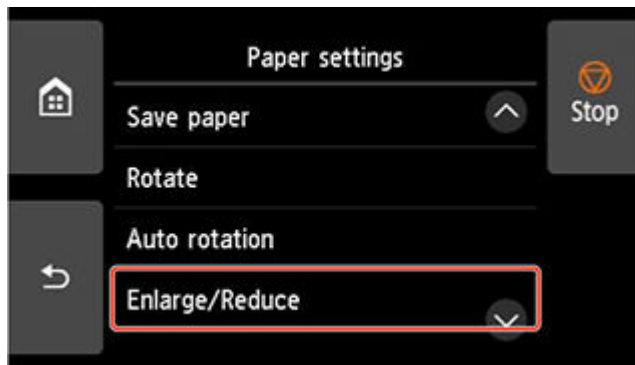 Paper settings
Save paper
Stop
Rotate
Auto rotation
Enlarge/Reduce